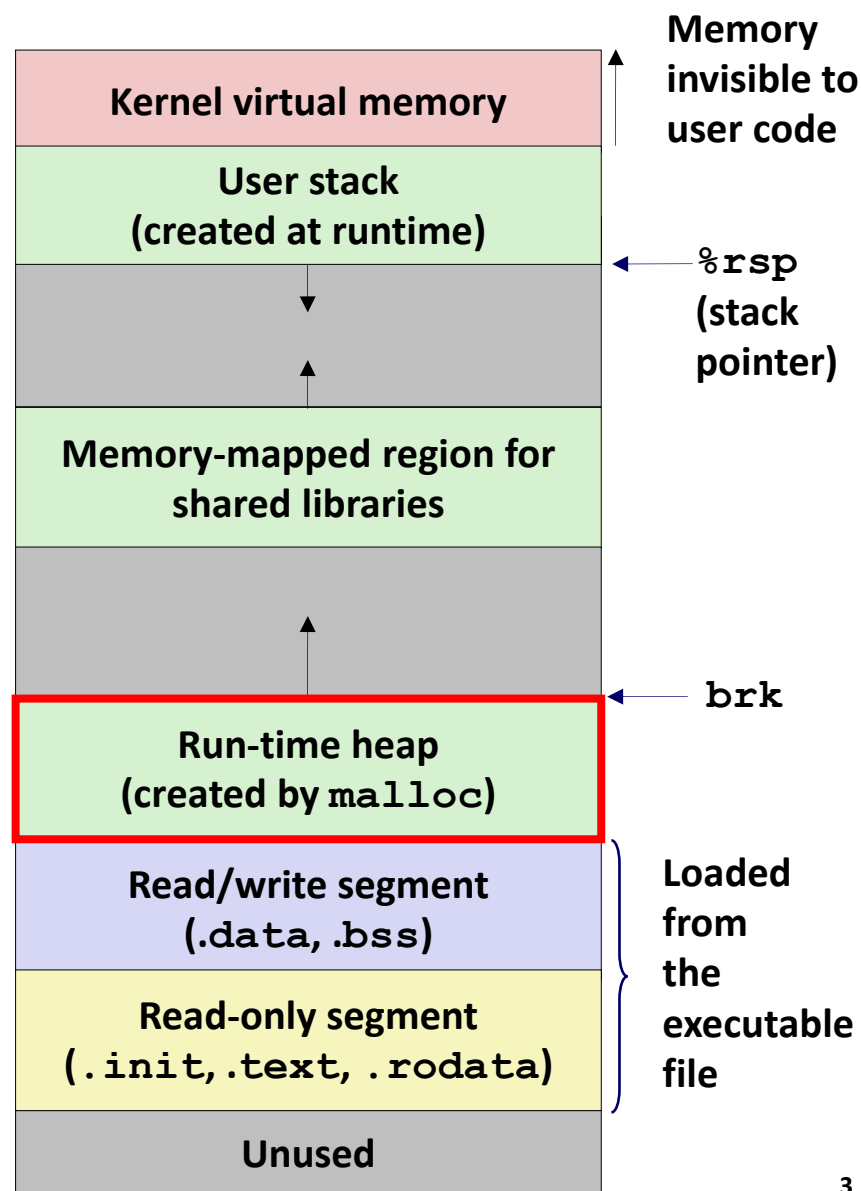 Memory
invisible to
user code
Kernel virtual memory
User stack
(created at runtime)
%rsp
(stack
pointer)
Memory-mapped region for
shared libraries
brk
Run-time heap
(created by malloc)
Read/write segment
(.data, .bss)
Read-only segment
(.init, .text, .rodata)
Loaded
from
the
executable
file
Unused
3